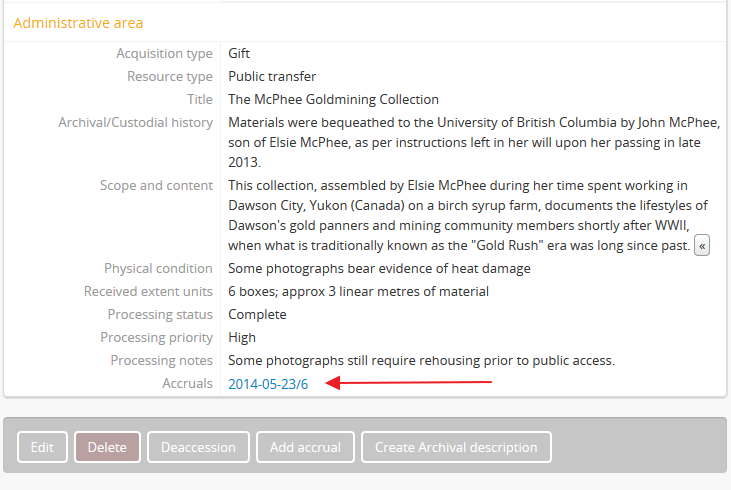 Administrative area
Acquisition type Gift
Resource type Public transfer
Title The McPhee Goldmining Collection
Archival/Custodial history Materials were bequeathed to the University of British Columbia by John McPhee,
son of Elsie McPhee, as per instructions left in her will upon her passing in late
2013.
Scope and content This collection, assembled by Elsie McPhee during her time spent working in
Dawson City, Yukon (Canada) on a birch syrup farm, documents the lifestyles of
Dawson's gold panners and mining community members shortly after WWII,
when what is traditionally known as the "Gold Rush" era was long since past. «
Physical condition Some photographs bear evidence of heat damage
Received extent units 6 boxes; approx 3 linear metres of material
Processing status Complete
Processing priority High
Processing notes Some photographs still require rehousing prior to public access.
Accruals 2014-05-23/6
Edit Delete Deaccession Add accrual Create Archival description